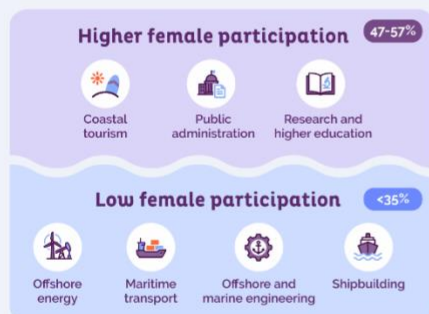 Higher female participation
47-57%
Coastal
tourism
Public
administration
Research and
higher education
Low female participation
<35%
Offshore
energy
Maritime
transport
Offshore and
marine engineering
Shipbuilding